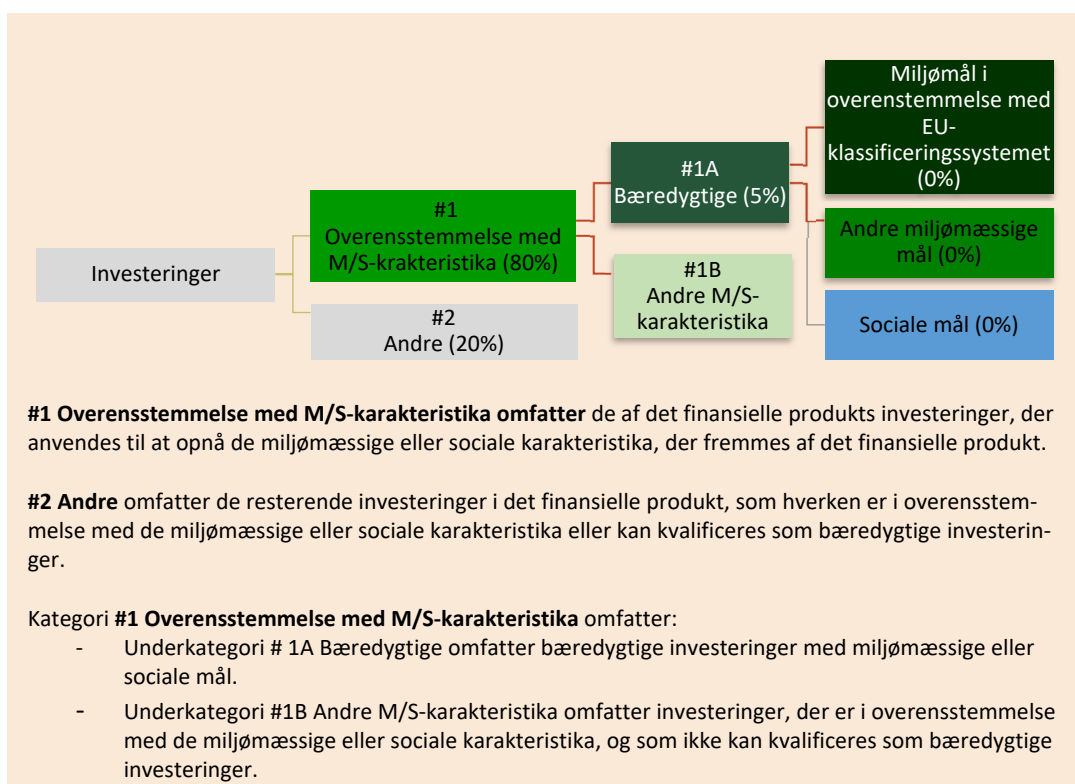 Investeringer
#1
Overensstemmelse med
M/S-krakteristika (80%)
#2
Andre (20%)
#1A
Bæredygtige (5%)
#1B
Andre M/S-
karakteristika
Miljømål i
overenstemmelse med
EU-
klassificeringssystemet
(0%)
Andre miljømæssige
mål (0%)
Sociale mål (0%)
#1 Overensstemmelse med M/S-karakteristika omfatter de af det finansielle produkts investeringer, der
anvendes til at opnå de miljømæssige eller sociale karakteristika, der fremmes af det finansielle produkt.
#2 Andre omfatter de resterende investeringer i det finansielle produkt, som hverken er i overensstem-
melse med de miljømæssige eller sociale karakteristika eller kan kvalificeres som bæredygtige investerin-
ger.
Kategori #1 Overensstemmelse med M/S-karakteristika omfatter:
- Underkategori # 1A Bæredygtige omfatter bæredygtige investeringer med miljømæssige eller
sociale mål.
- Underkategori #1B Andre M/S-karakteristika omfatter investeringer, der er i overensstemmelse
med de miljømæssige eller sociale karakteristika, og som ikke kan kvalificeres som bæredygtige
investeringer.